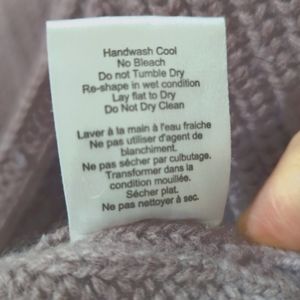 Handwash Cool
No Bleach
Do not Tumble Dry
Re-shape in wet condition
Lay flat to Dry
Do Not Dry Clean
Laver à la main à l'eau fraiche
Ne pas utiliser d'agent de
blanchiment.
Ne pas sécher par culbutage.
Transformer dans la
condition mouillée.
Sécher plat.
Ne pas nettoyer à sec.